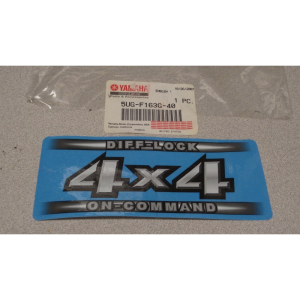 YAMAHA
5UG-F163G-40
1 PC.
DIFF LOCK
4x4
ON COMMAND